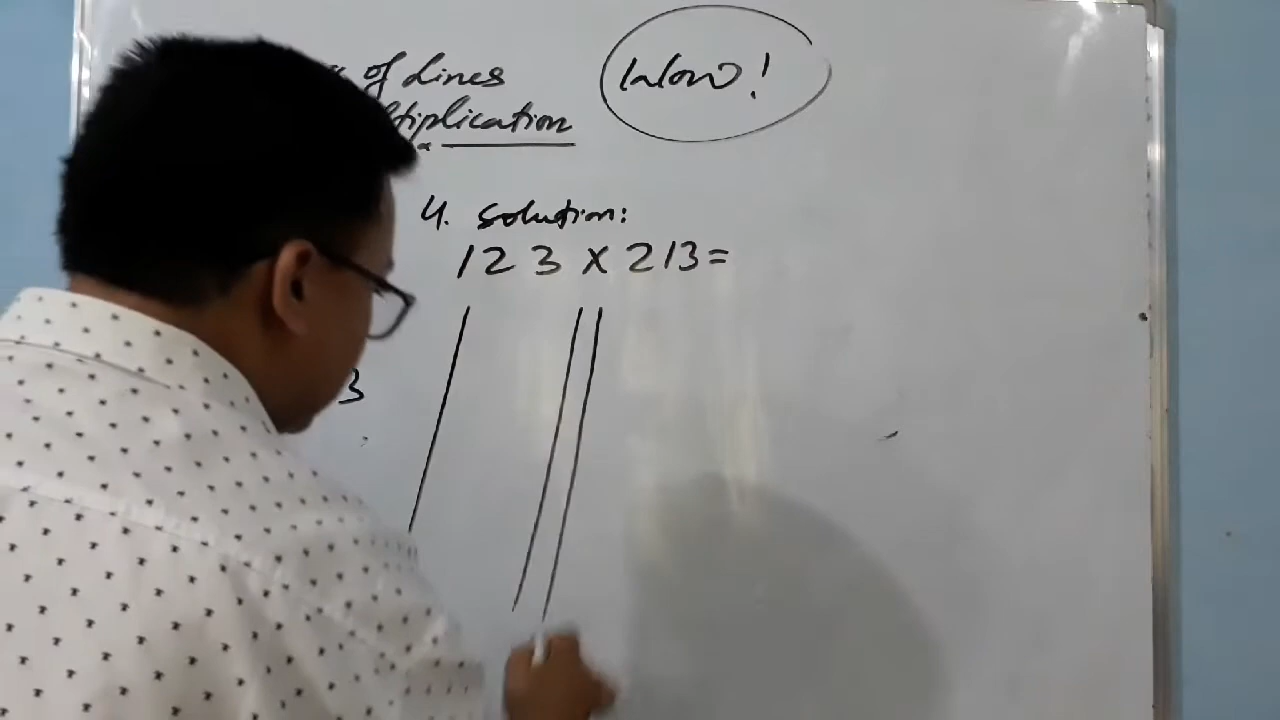 of Lines
tiplication
Wow!
4. Solution:
123 x 213=
3